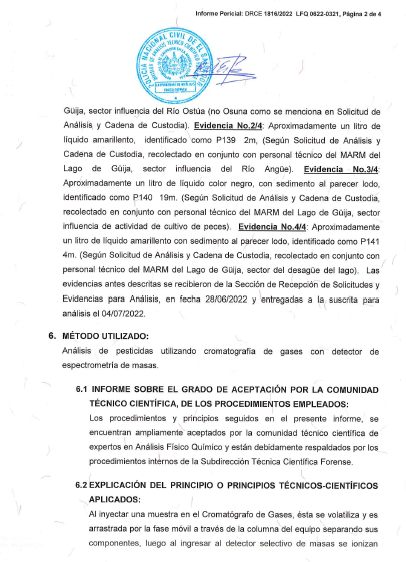 Informe Pericial: DRCE 1816/2022 LFQ 0622-0321, Página 2 de 4
Güija, sector influencia del Río Ostúa (no Osuna como se menciona en Solicitud de
Análisis y Cadena de Custodia). Evidencia No.2/4: Aproximadamente un litro de
líquido amarillento, identificado como P139 2m, (Según Solicitud de Análisis y
Cadena de Custodia, recolectado en conjunto con personal técnico del MARM del
Lago de Güija, sector influencia del Río Angüe). Evidencia No.3/4:
Aproximadamente un litro de líquido color negro, con sedimento al parecer lodo,
identificado como P140 19m. (Según Solicitud de Análisis y Cadena de Custodia,
recolectado en conjunto con personal técnico del MARM del Lago de Güija, sector
influencia de actividad de cultivo de peces). Evidencia No.4/4: Aproximadamente
un litro de líquido amarillento con sedimento al parecer lodo, identificado como P141
4m. (Según Solicitud de Análisis y Cadena de Custodia, recolectado en conjunto con
personal técnico del MARM del Lago de Güija, sector del desagüe del lago). Las
evidencias antes descritas se recibieron de la Sección de Recepción de Solicitudes y
Evidencias para Análisis, en fecha 28/06/2022 y entregadas a la suscrita para
análisis el 04/07/2022.
6. MÉTODO UTILIZADO:
Análisis de pesticidas utilizando cromatografía de gases con detector de
espectrometría de masas.
6.1 INFORME SOBRE EL GRADO DE ACEPTACIÓN POR LA COMUNIDAD
TÉCNICO CIENTÍFICA, DE LOS PROCEDIMIENTOS EMPLEADOS:
Los procedimientos y principios seguidos en el presente informe, se
encuentran ampliamente aceptados por la comunidad técnico científica de
expertos en Análisis Físico Químico y están debidamente respaldados por los
procedimientos internos de la Subdirección Técnica Científica Forense.
6.2 EXPLICACIÓN DEL PRINCIPIO O PRINCIPIOS TÉCNICOS-CIENTÍFICOS
APLICADOS:
Al inyectar una muestra en el Cromatógrafo de Gases, ésta se volatiliza y es
arrastrada por la fase móvil a través de la columna del equipo separando sus
componentes, luego al ingresar al detector selectivo de masas se ionizan